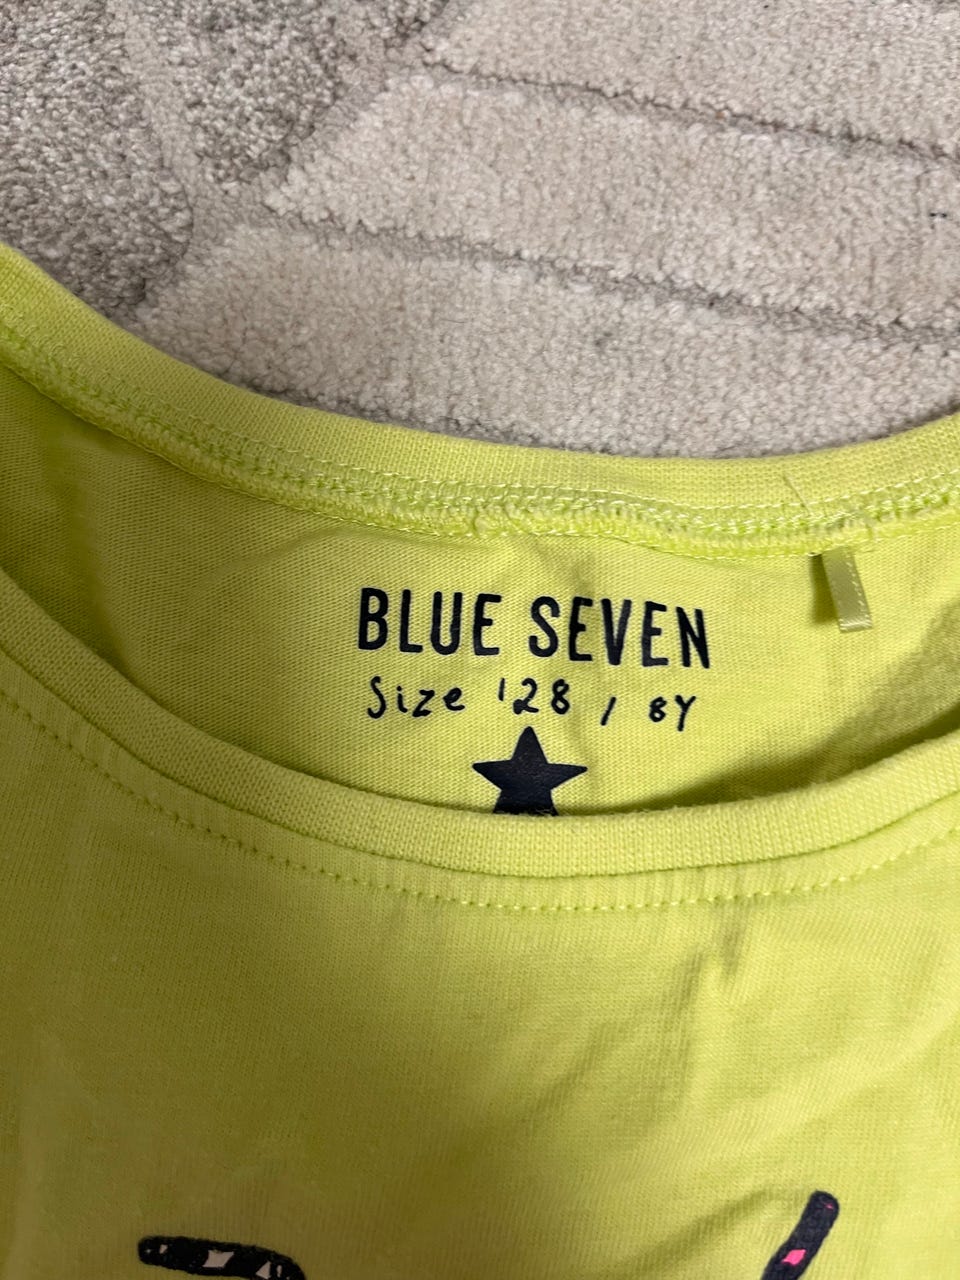 BLUE SEVEN
Size 128 / 8Y